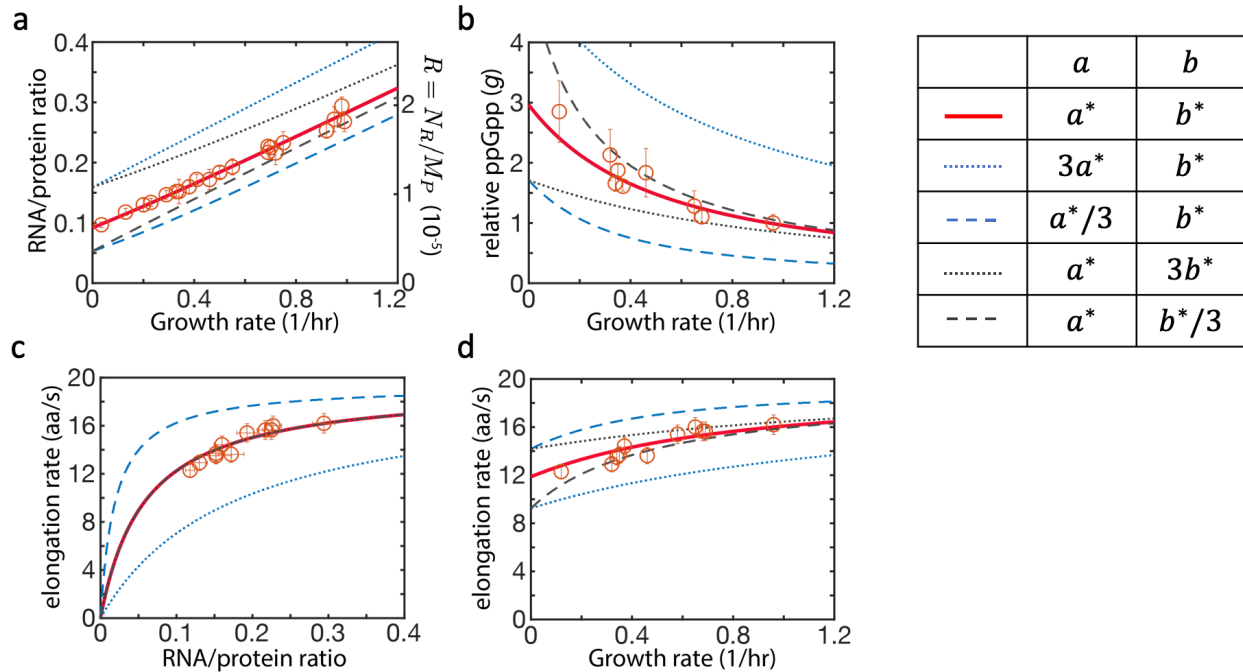 a
0.4
0.3
0.2
0.1
0
RNA/protein ratio
2
1
0
R = N_R/M_P (10^-5)
0 0.4 0.8 1.2
Growth rate (1/hr)
b
4
3
2
1
0
relative ppGpp (g)
0 0.4 0.8 1.2
Growth rate (1/hr)
a b
a* b*
3a* b*
a*/3 b*
a* 3b*
a* b*/3
c
20
16
12
8
4
0
elongation rate (aa/s)
0.1 0.2 0.3 0.4
RNA/protein ratio
d
20
16
12
8
4
0
elongation rate (aa/s)
0 0.4 0.8 1.2
Growth rate (1/hr)